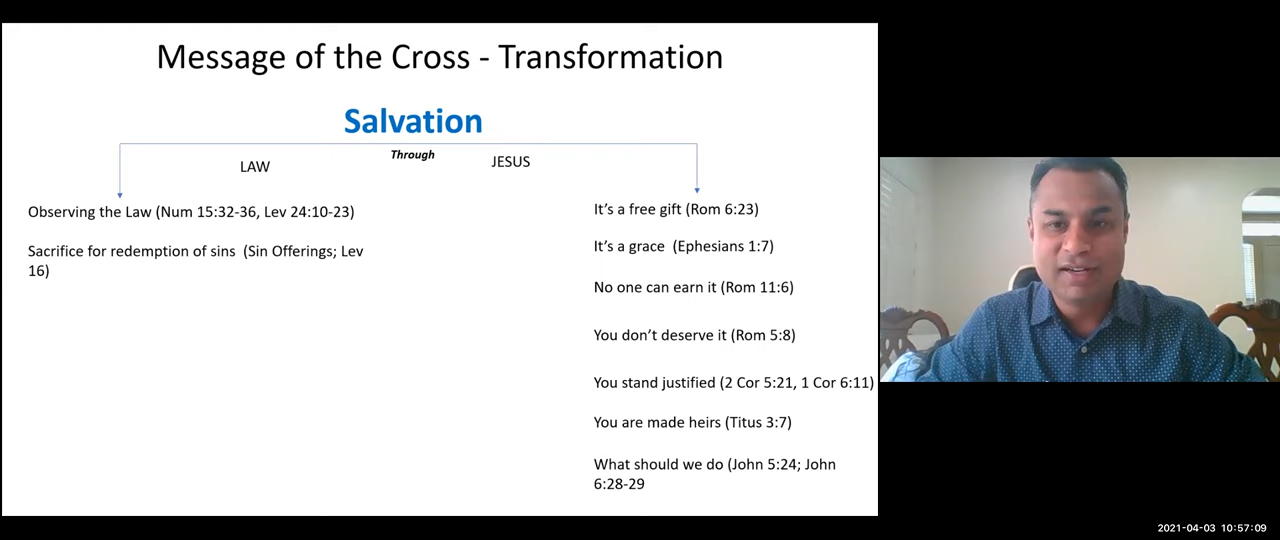 Message of the Cross - Transformation
Salvation
Through
LAW
JESUS
Observing the Law (Num 15:32-36, Lev 24:10-23)
Sacrifice for redemption of sins (Sin Offerings; Lev
16)
It’s a free gift (Rom 6:23)
It’s a grace (Ephesians 1:7)
No one can earn it (Rom 11:6)
You don’t deserve it (Rom 5:8)
You stand justified (2 Cor 5:21, 1 Cor 6:11)
You are made heirs (Titus 3:7)
What should we do (John 5:24; John
6:28-29
2021-04-03 10:57:09